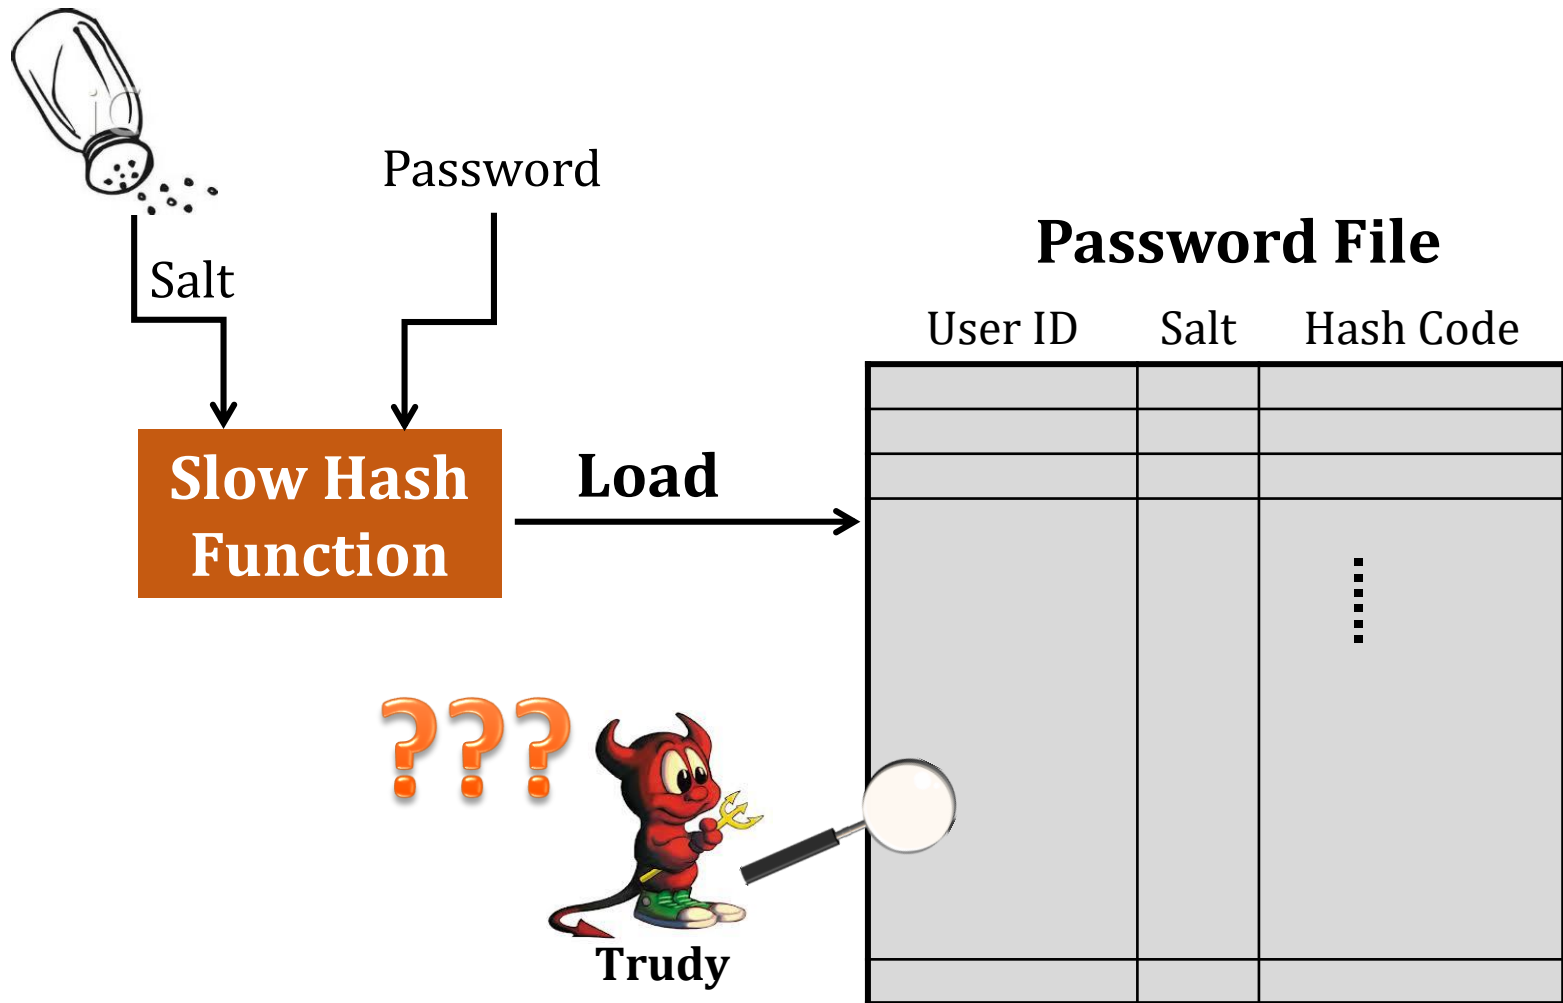 Password
Salt
Password File
User ID Salt Hash Code
Slow Hash
Function
Load
???
Trudy